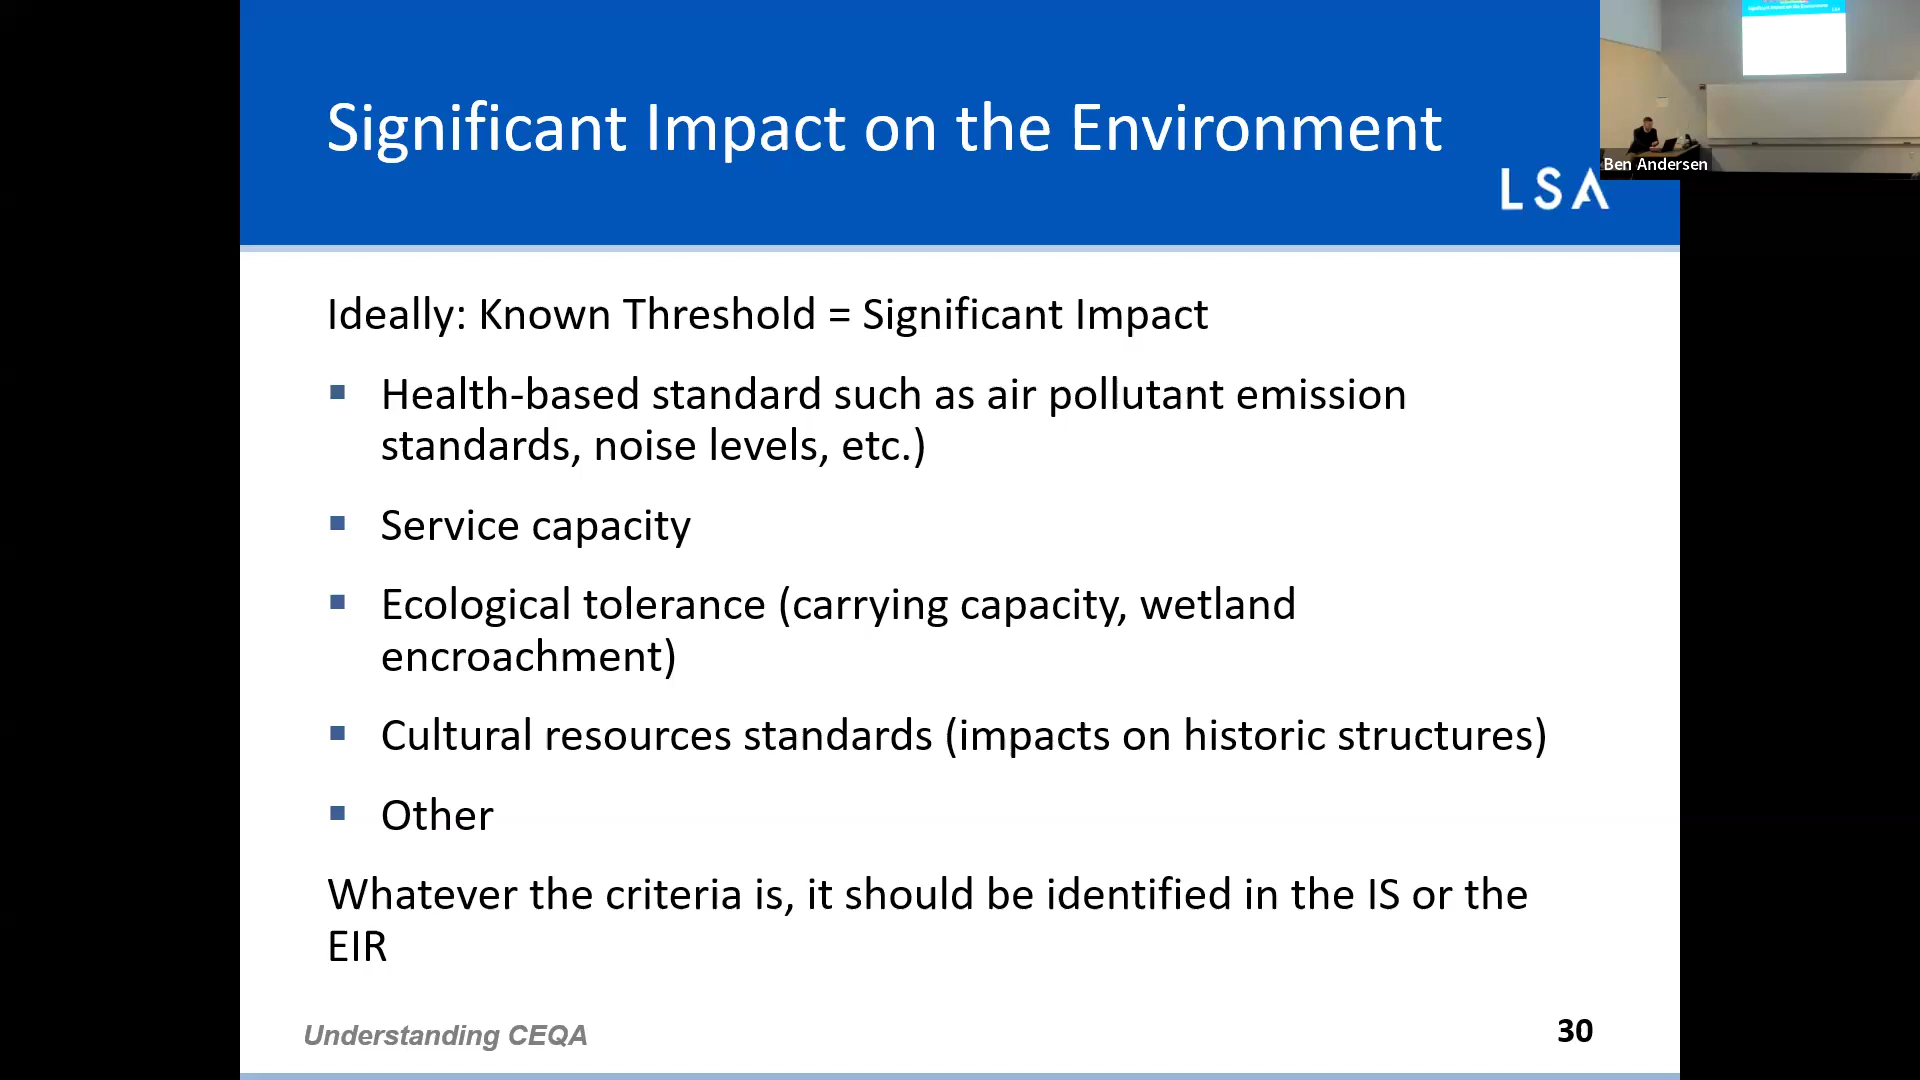 Significant Impact on the Environment
LSA
Ben Andersen
Ideally: Known Threshold = Significant Impact
▪ Health-based standard such as air pollutant emission
standards, noise levels, etc.)
▪ Service capacity
▪ Ecological tolerance (carrying capacity, wetland
encroachment)
▪ Cultural resources standards (impacts on historic structures)
▪ Other
Whatever the criteria is, it should be identified in the IS or the
EIR
Understanding CEQA
30